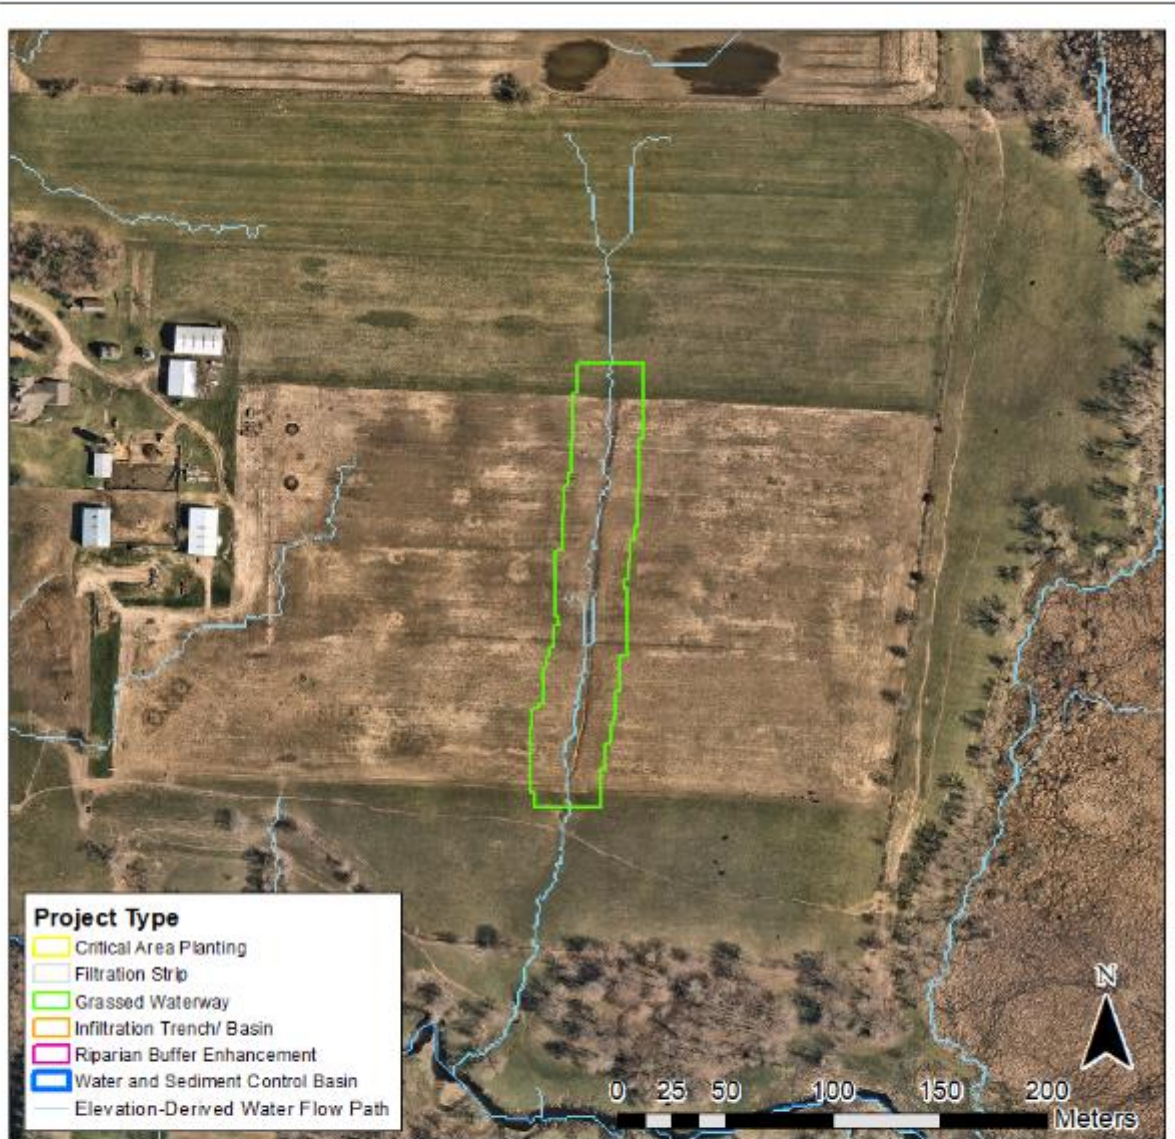 Project Type
Critical Area Planting
Filtration Strip
Grassed Waterway
Infiltration Trench/ Basin
Riparian Buffer Enhancement
Water and Sediment Control Basin
Elevation-Derived Water Flow Path
N
0 25 50 100 150 200
Meters